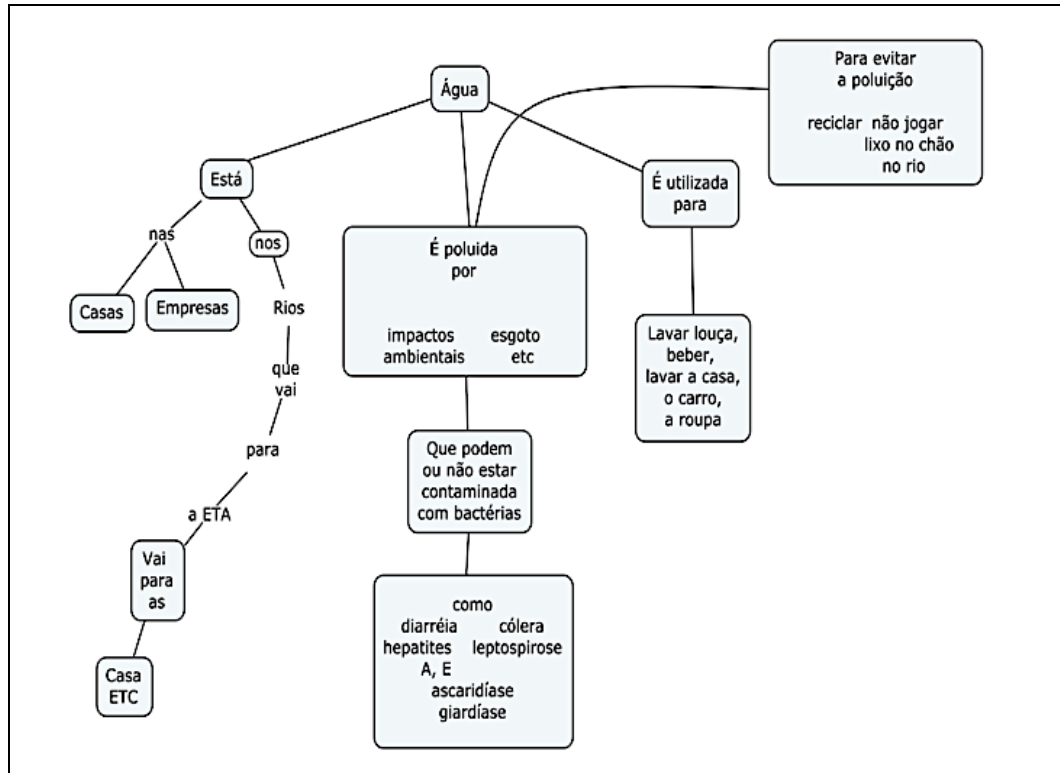 Água
Para evitar
a poluição
reciclar não jogar
lixo no chão
no rio
Está
É utilizada
para
nas
nos
É poluida
por
Casas
Empresas
Rios
impactos esgoto
ambientais etc
Lavar louça,
beber,
lavar a casa,
o carro,
a roupa
que
vai
para
Que podem
ou não estar
contaminada
com bactérias
a ETA
Vai
para
as
como
diarréia cólera
hepatites leptospirose
A, E
ascaridíase
giardíase
Casa
ETC